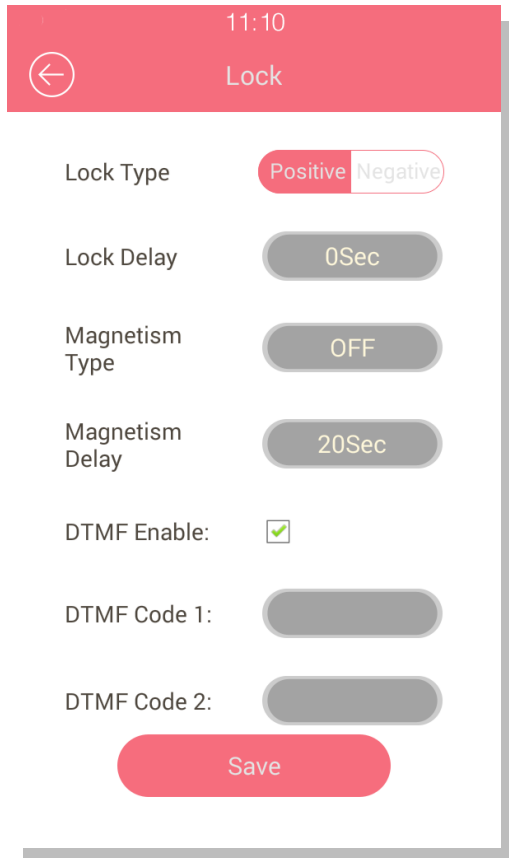 11:10
Lock
Lock Type
Positive Negative
Lock Delay
0Sec
Magnetism
Type
OFF
Magnetism
Delay
20Sec
DTMF Enable:
DTMF Code 1:
DTMF Code 2:
Save